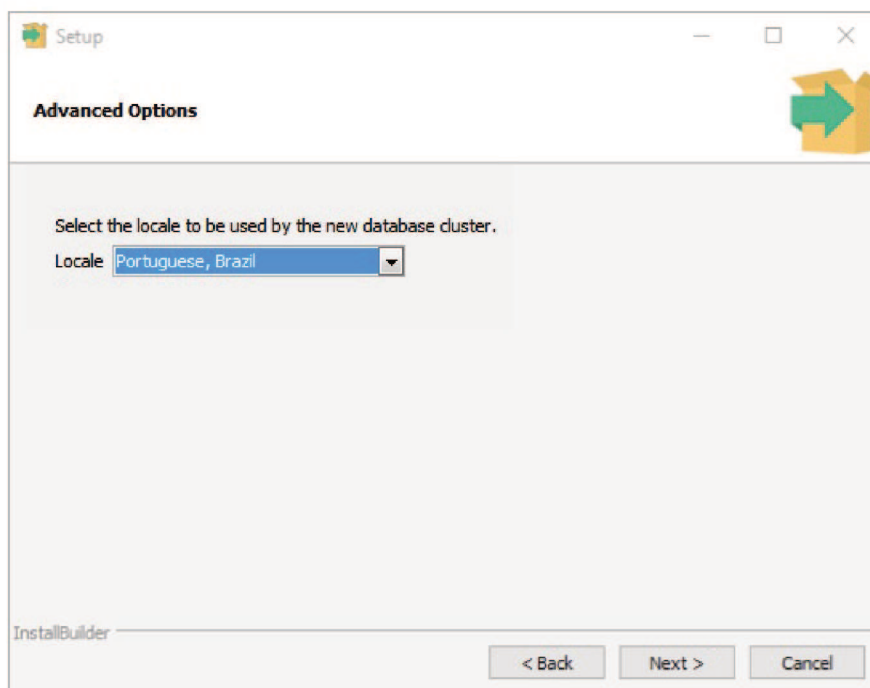 Setup
Advanced Options
Select the locale to be used by the new database cluster.
Locale Portuguese, Brazil
InstallBuilder
< Back Next > Cancel